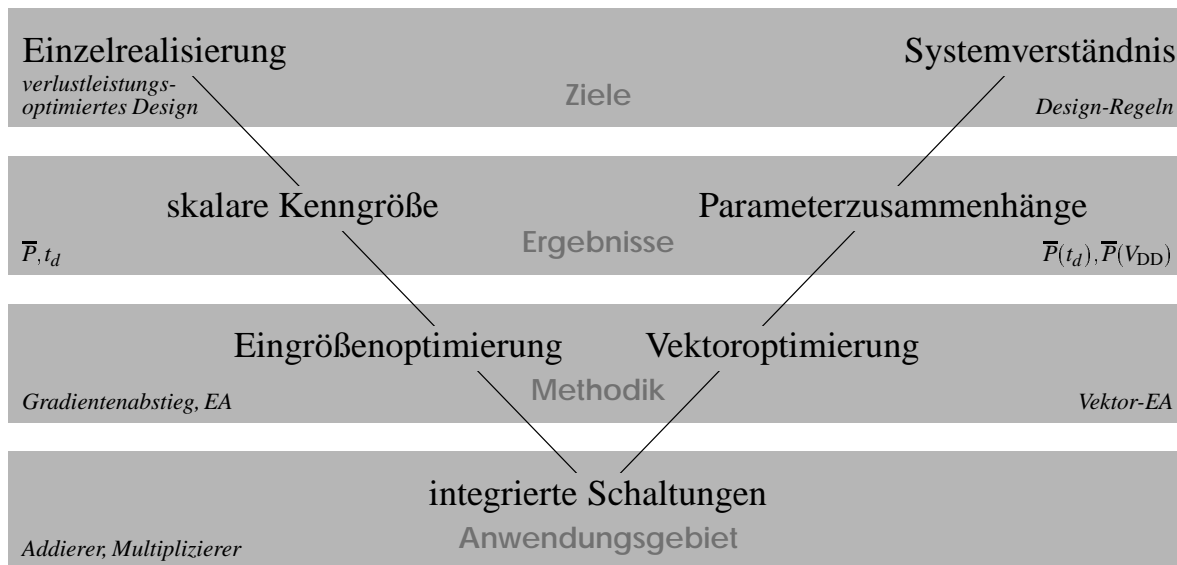 Einzelrealisierung
Systemverständnis
verlustleistungs-
optimiertes Design
Ziele
Design-Regeln
skalare Kenngröße
Parameterzusammenhänge
Ergebnisse
P̅, t_d
P̅(t_d), P̅(V_DD)
Eingrößenoptimierung
Vektoroptimierung
Methodik
Gradientenabstieg, EA
Vektor-EA
integrierte Schaltungen
Anwendungsgebiet
Addierer, Multiplizierer